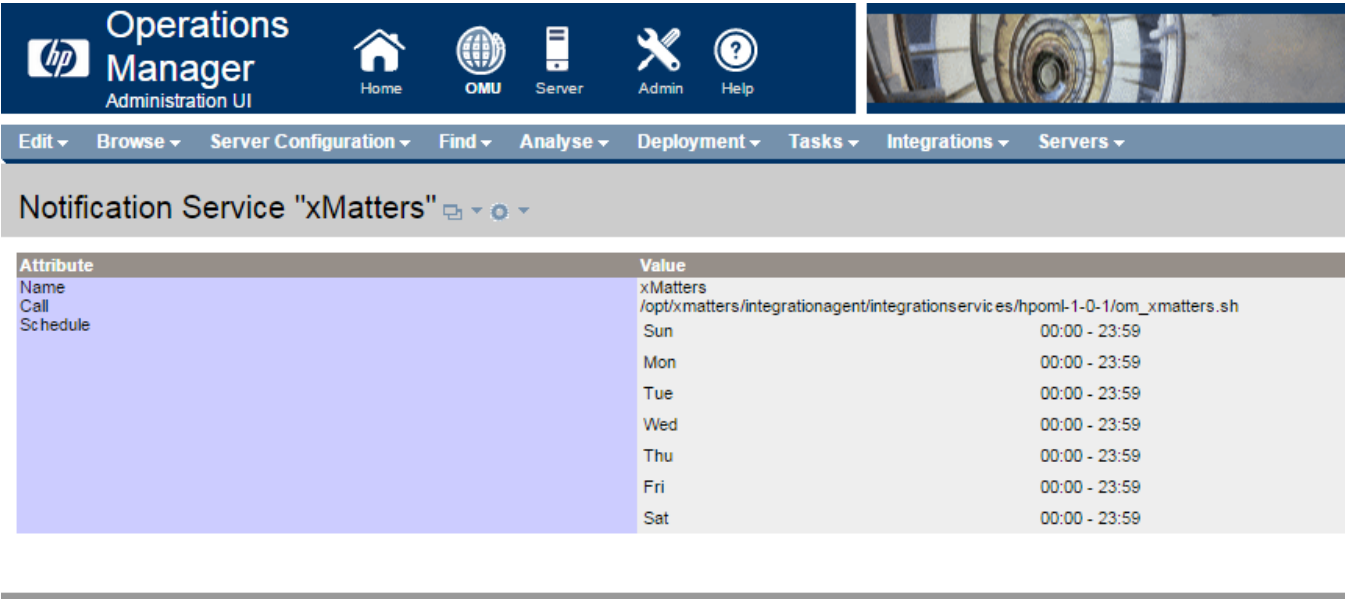 hp
Operations
Manager
Administration UI
Home
OMU
Server
Admin
?
Help
Edit Browse Server Configuration Find Analyse Deployment Tasks Integrations Servers
Notification Service "xMatters"
Attribute Value
Name xMatters
Call /opt/xmatters/integrationagent/integrationservices/hpoml-1-0-1/om_xmatters.sh
Schedule
Sun 00:00 - 23:59
Mon 00:00 - 23:59
Tue 00:00 - 23:59
Wed 00:00 - 23:59
Thu 00:00 - 23:59
Fri 00:00 - 23:59
Sat 00:00 - 23:59